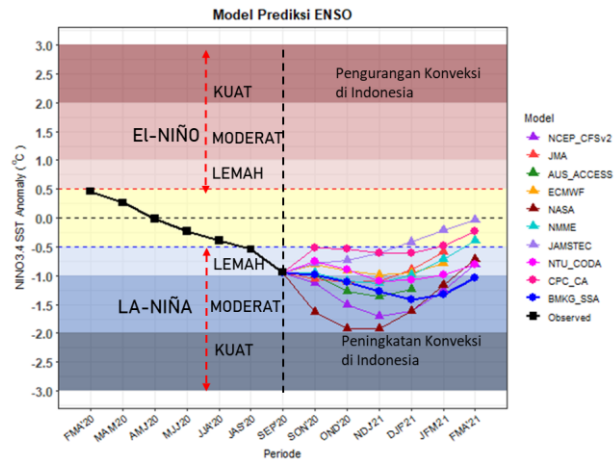 Model Prediksi ENSO
NINO3.4 SST Anomaly (°C)
3.0
2.5
2.0
1.5
1.0
0.5
0.0
-0.5
-1.0
-1.5
-2.0
-2.5
-3.0
KUAT
EI-NIÑO
MODERAT
LEMAH
LEMAH
LA-NIÑA
MODERAT
KUAT
Pengurangan Konveksi
di Indonesia
Peningkatan Konveksi
di Indonesia
FMA'20
MAM'20
AMJ'20
MJJ'20
JJA'20
JAS'20
SEP'20
SON'20
OND'20
NDJ'21
DJF'21
JFM'21
FMA'21
Periode
Model
NCEP_CFSv2
JMA
AUS_ACCESS
ECMWF
NASA
NMME
JAMSTEC
NTU_CODA
CPC_CA
BMKG_SSA
Observed